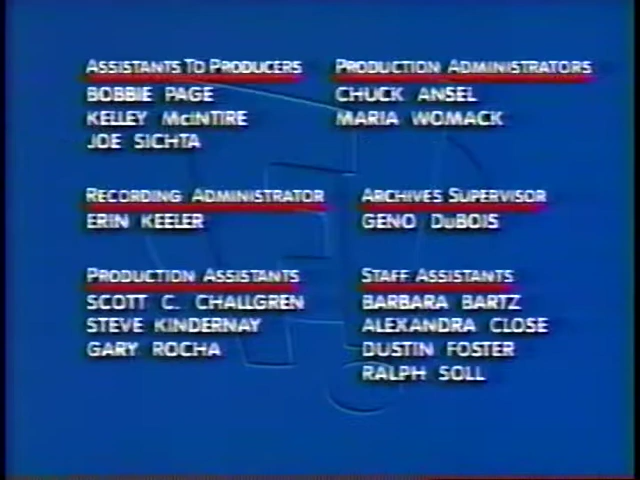 ASSISTANTS TO PRODUCERS
BOBBIE PAGE
KELLEY McINTIRE
JOE SICHTA
PRODUCTION ADMINISTRATORS
CHUCK ANSEL
MARIA WOMACK
RECORDING ADMINISTRATOR
ERIN KEELER
ARCHIVES SUPERVISOR
GENO DuBOIS
PRODUCTION ASSISTANTS
SCOTT C. CHALLGREN
STEVE KINDERNAY
GARY ROCHA
STAFF ASSISTANTS
BARBARA BARTZ
ALEXANDRA CLOSE
DUSTIN FOSTER
RALPH SOLL